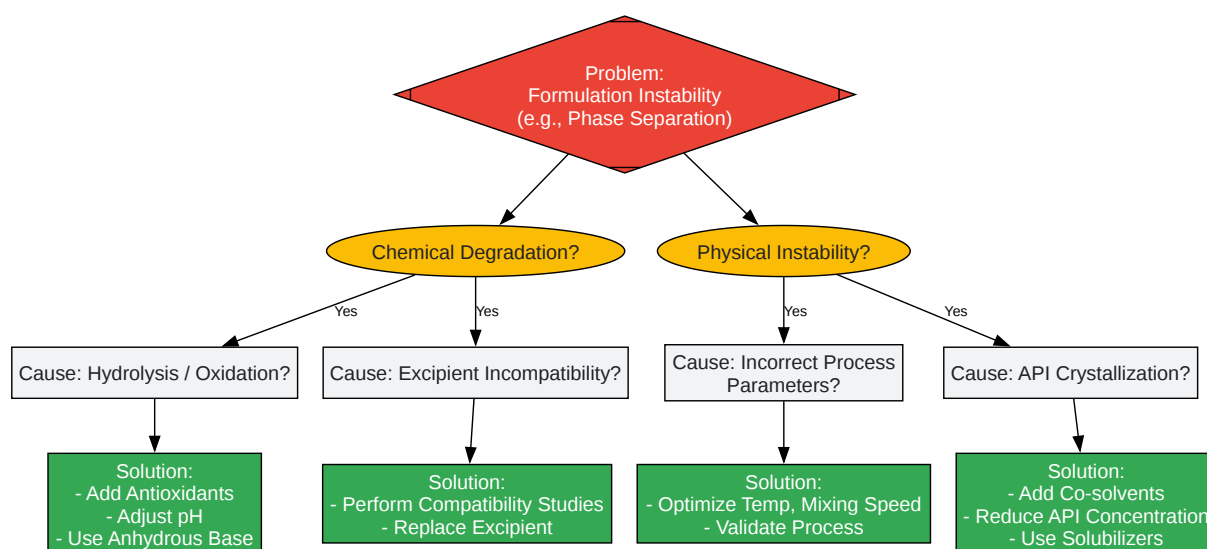 Problem:
Formulation Instability
(e.g., Phase Separation)
Chemical Degradation?
Physical Instability?
Yes
Yes
Yes
Yes
Cause: Hydrolysis / Oxidation?
Cause: Excipient Incompatibility?
Cause: Incorrect Process
Parameters?
Cause: API Crystallization?
Solution:
- Add Antioxidants
- Adjust pH
- Use Anhydrous Base
Solution:
- Perform Compatibility Studies
- Replace Excipient
Solution:
- Optimize Temp, Mixing Speed
- Validate Process
Solution:
- Add Co-solvents
- Reduce API Concentration
- Use Solubilizers